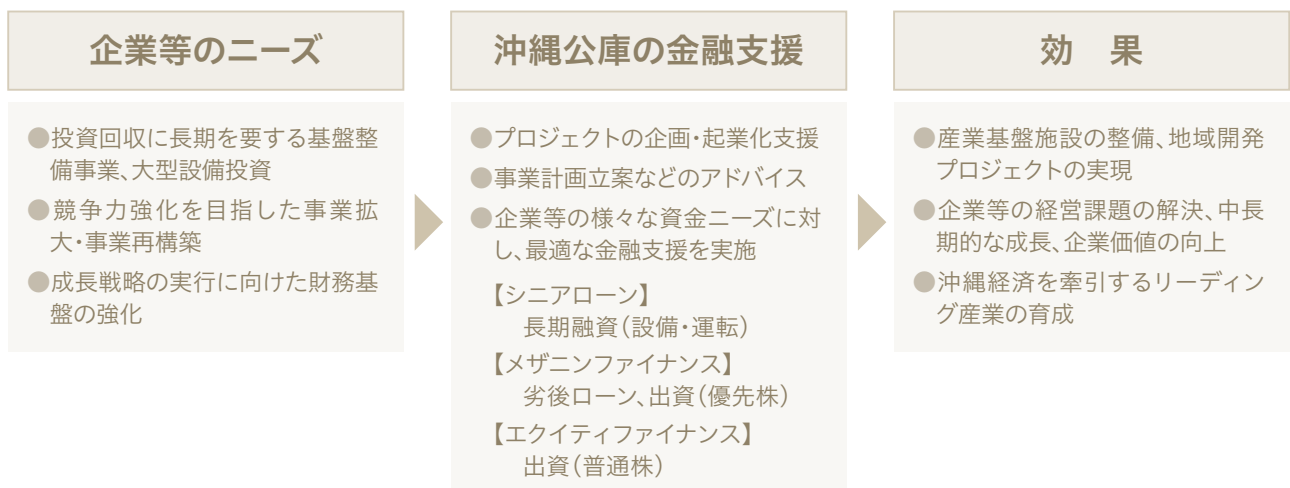 企業等のニーズ
●投資回収に長期を要する基盤整
備事業、大型設備投資
●競争力強化を目指した事業拡
大・事業再構築
●成長戦略の実行に向けた財務基
盤の強化
沖縄公庫の金融支援
●プロジェクトの企画・起業化支援
●事業計画立案などのアドバイス
●企業等の様々な資金ニーズに対
し、最適な金融支援を実施
【シニアローン】
長期融資(設備・運転)
【メザニンファイナンス】
劣後ローン、出資(優先株)
【エクイティファイナンス】
出資(普通株)
効　果
●産業基盤施設の整備、地域開発
プロジェクトの実現
●企業等の経営課題の解決、中長
期的な成長、企業価値の向上
●沖縄経済を牽引するリーディン
グ産業の育成